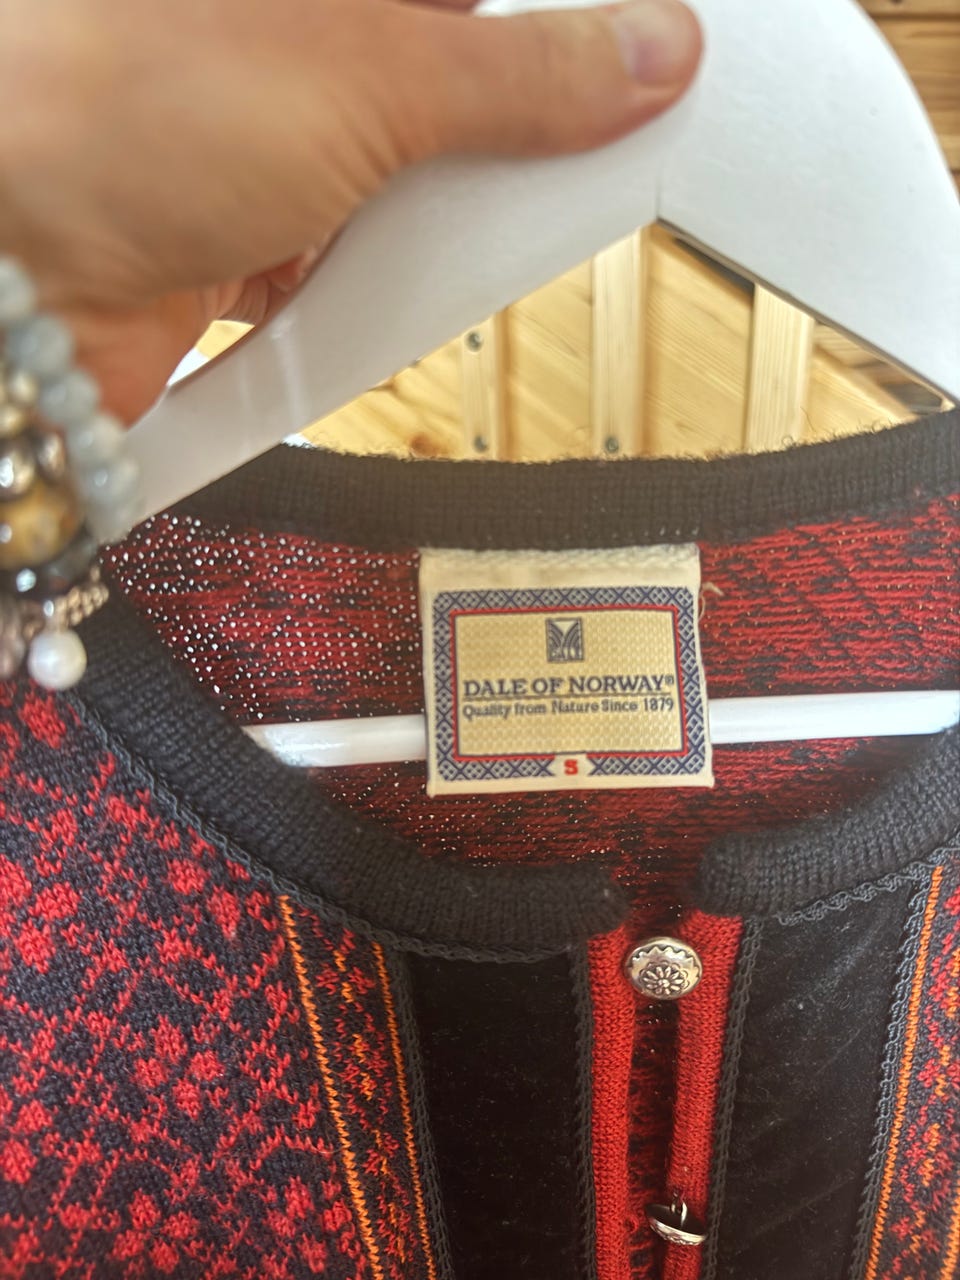 DALE OF NORWAY®
Quality from Nature Since 1879
S